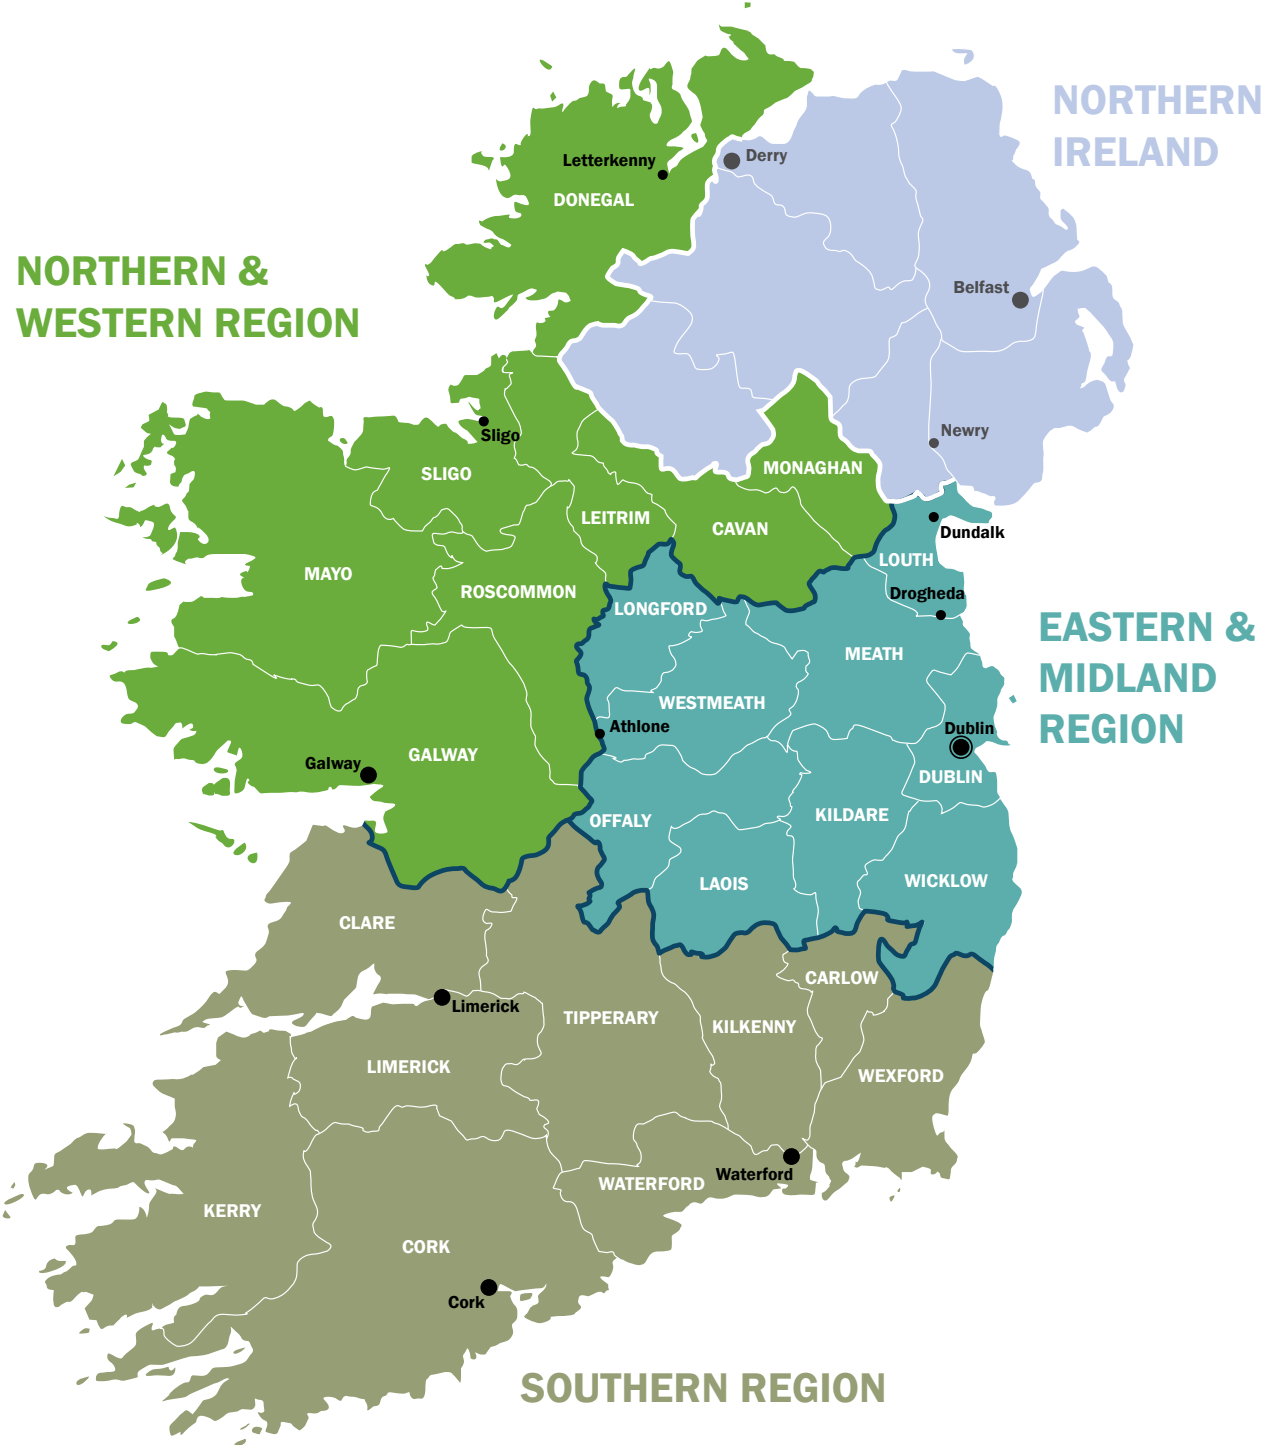 NORTHERN
IRELAND
Derry
Letterkenny
DONEGAL
NORTHERN &
WESTERN REGION
Belfast
Sligo
Newry
SLIGO
MONAGHAN
LEITRIM
CAVAN
Dundalk
LOUTH
MAYO
ROSCOMMON
Drogheda
LONGFORD
EASTERN &
MIDLAND
REGION
MEATH
WESTMEATH
Athlone
Dublin
GALWAY
Galway
DUBLIN
OFFALY
KILDARE
LAOIS
WICKLOW
CLARE
CARLOW
Limerick
TIPPERARY
KILKENNY
LIMERICK
WEXFORD
Waterford
WATERFORD
KERRY
CORK
Cork
SOUTHERN REGION